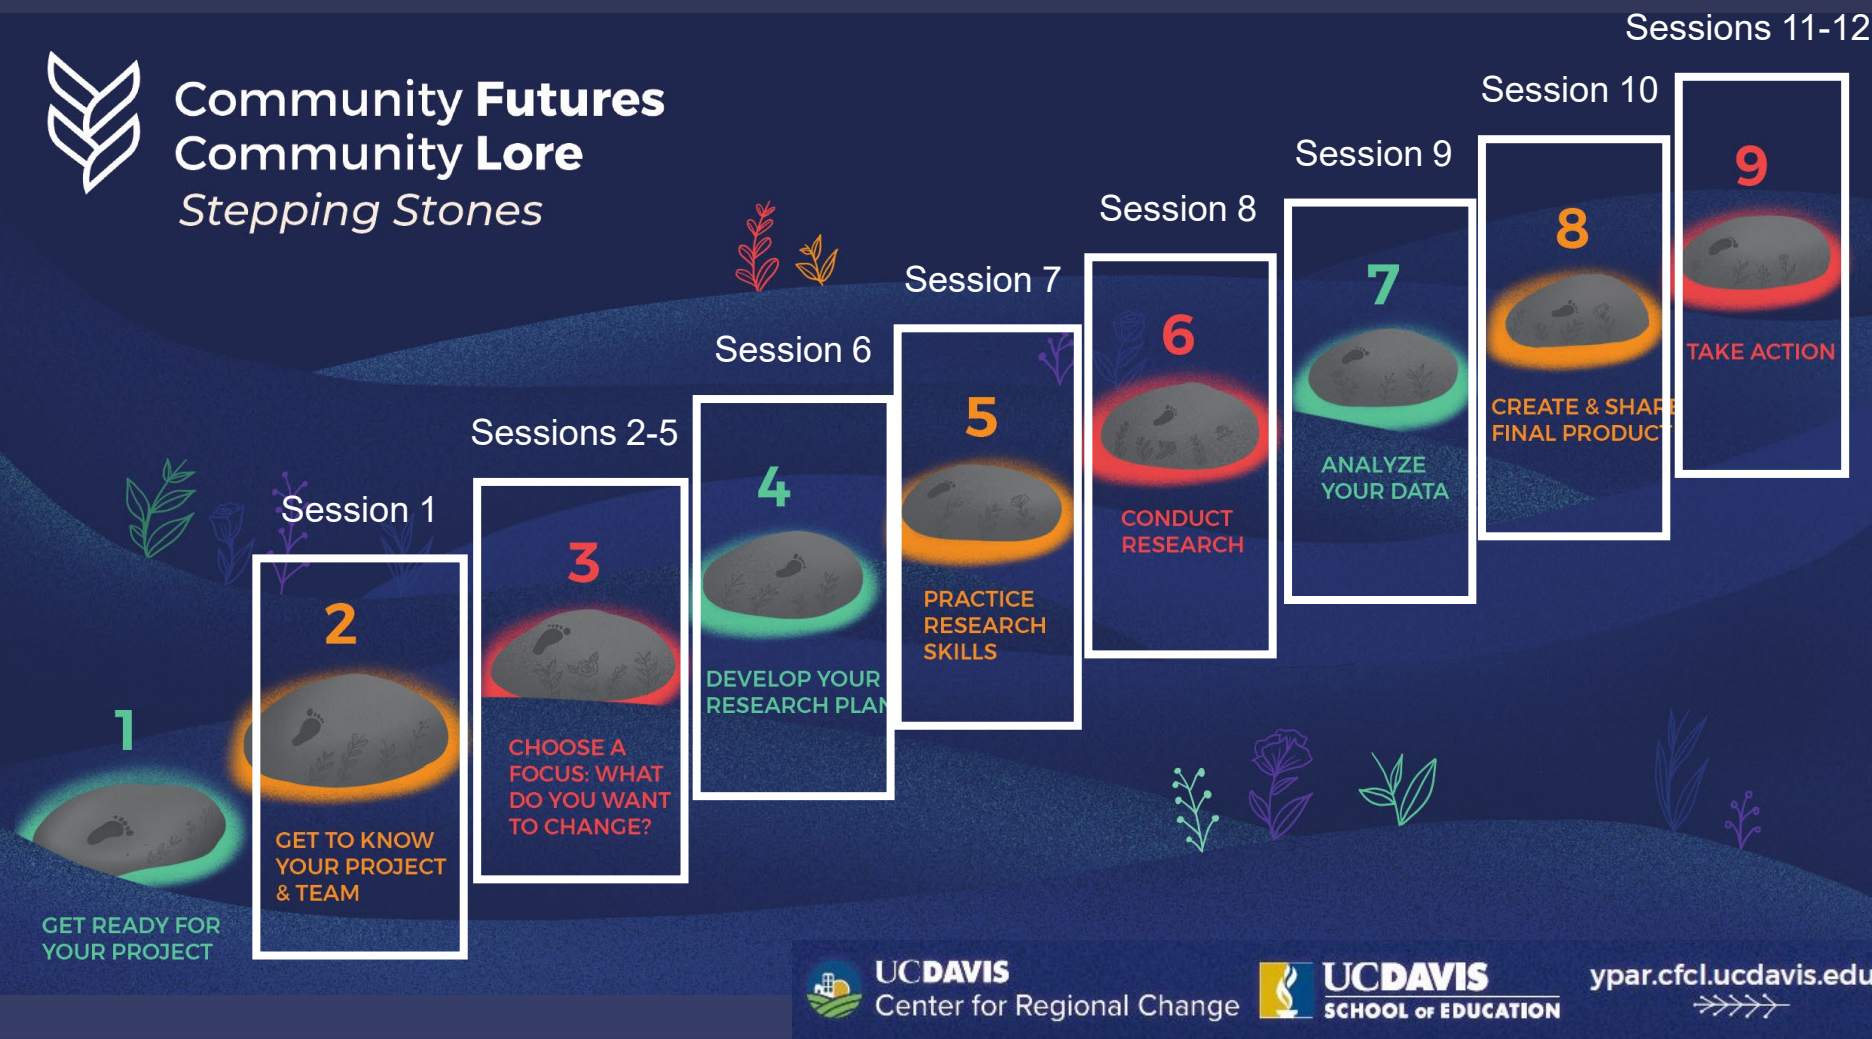 Community Futures
Community Lore
Stepping Stones
1
GET READY FOR
YOUR PROJECT
Session 1
2
GET TO KNOW
YOUR PROJECT
& TEAM
Sessions 2-5
3
CHOOSE A
FOCUS: WHAT
DO YOU WANT
TO CHANGE?
Session 6
4
DEVELOP YOUR
RESEARCH PLAN
Session 7
5
PRACTICE
RESEARCH
SKILLS
Session 8
6
CONDUCT
RESEARCH
Session 9
7
ANALYZE
YOUR DATA
Session 10
8
CREATE & SHARE
FINAL PRODUCT
Sessions 11-12
9
TAKE ACTION
UCDAVIS
Center for Regional Change
UCDAVIS
SCHOOL OF EDUCATION
ypar.cfcl.ucdavis.edu